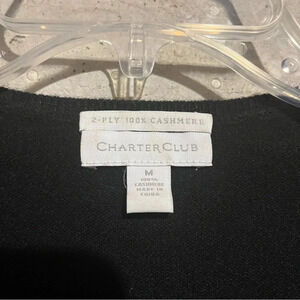 2-PLY 100% CASHMERE
CHARTER CLUB
M
100%
CASHMERE
MADE IN
CHINA